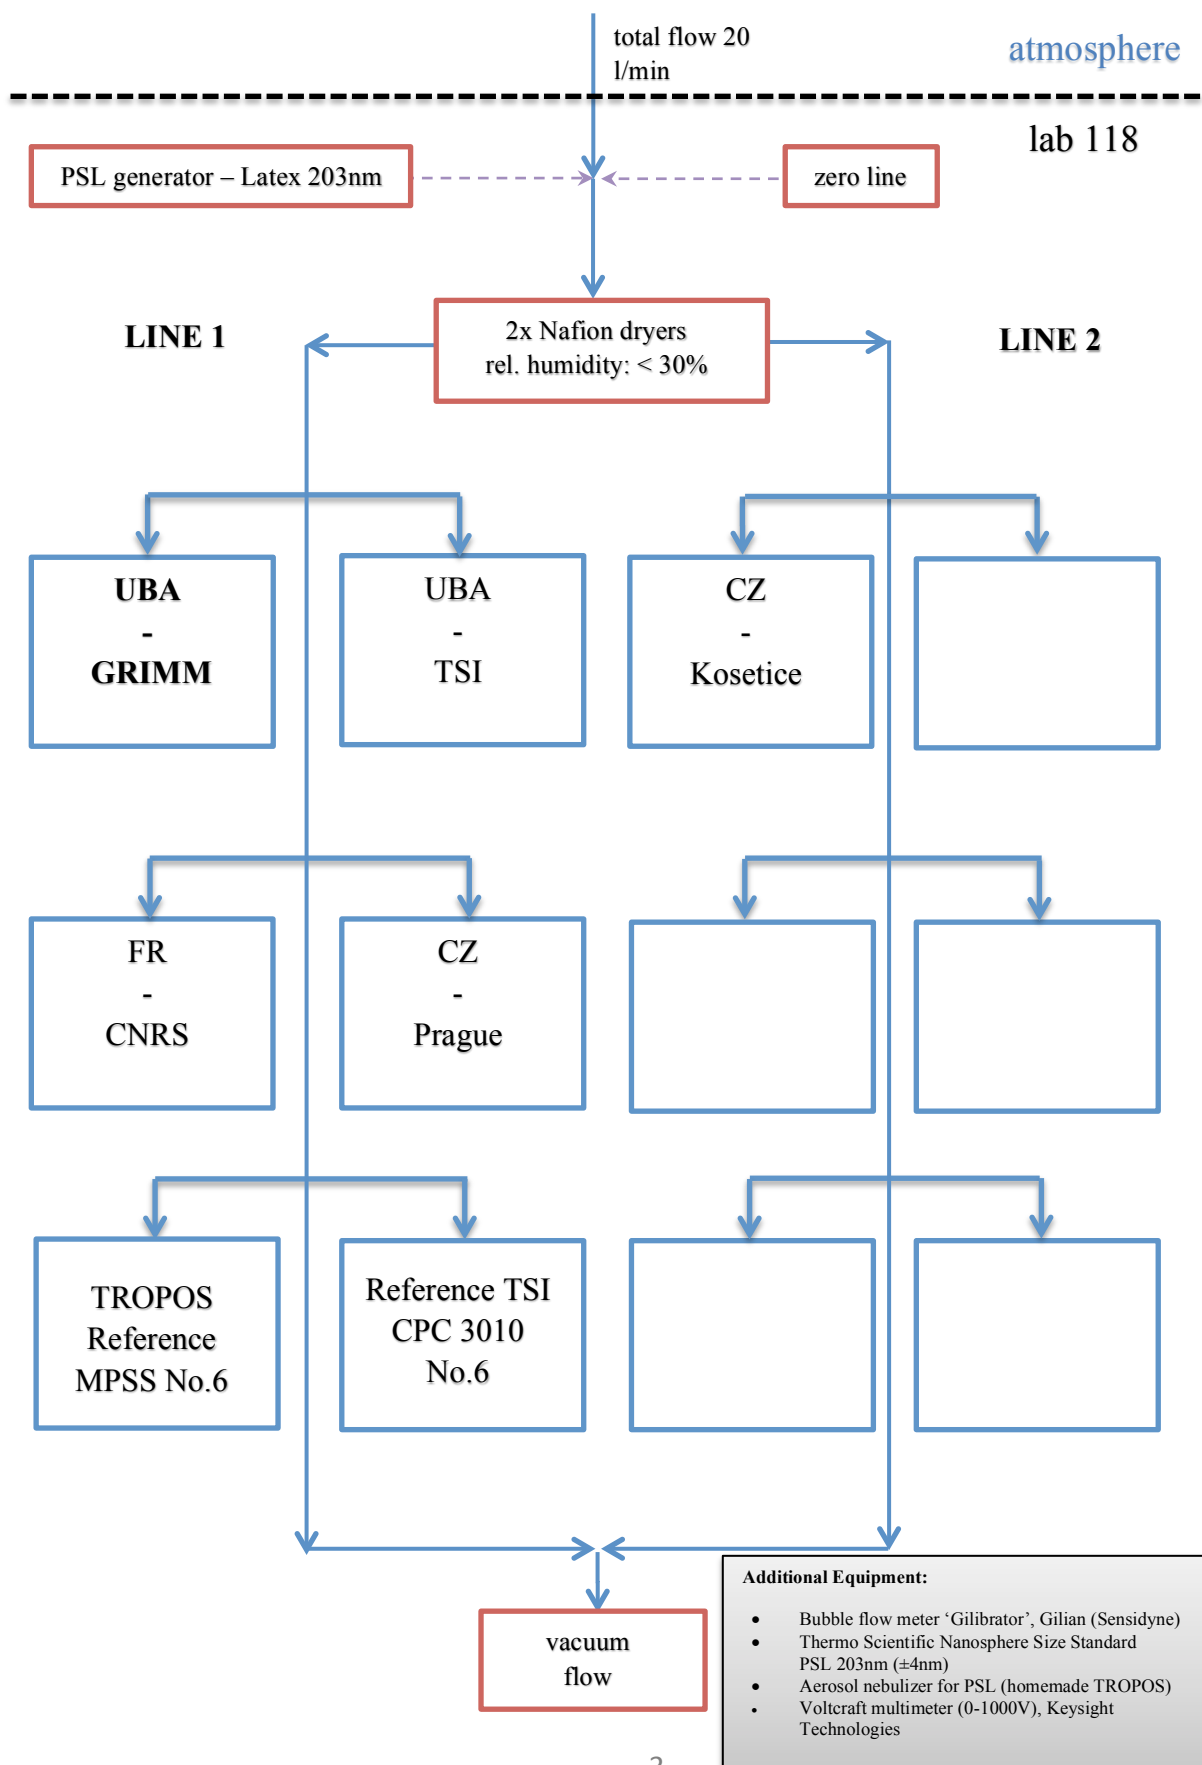 total flow 20
l/min
atmosphere
lab 118
PSL generator – Latex 203nm
zero line
LINE 1
2x Nafion dryers
rel. humidity: < 30%
LINE 2
UBA
-
GRIMM
UBA
-
TSI
CZ
-
Kosetice
FR
-
CNRS
CZ
-
Prague
TROPOS
Reference
MPSS No.6
Reference TSI
CPC 3010
No.6
vacuum
flow
Additional Equipment:
• Bubble flow meter ‘Gilibrator’, Gilian (Sensidyne)
• Thermo Scientific Nanosphere Size Standard
PSL 203nm (±4nm)
• Aerosol nebulizer for PSL (homemade TROPOS)
• Voltcraft multimeter (0-1000V), Keysight
Technologies